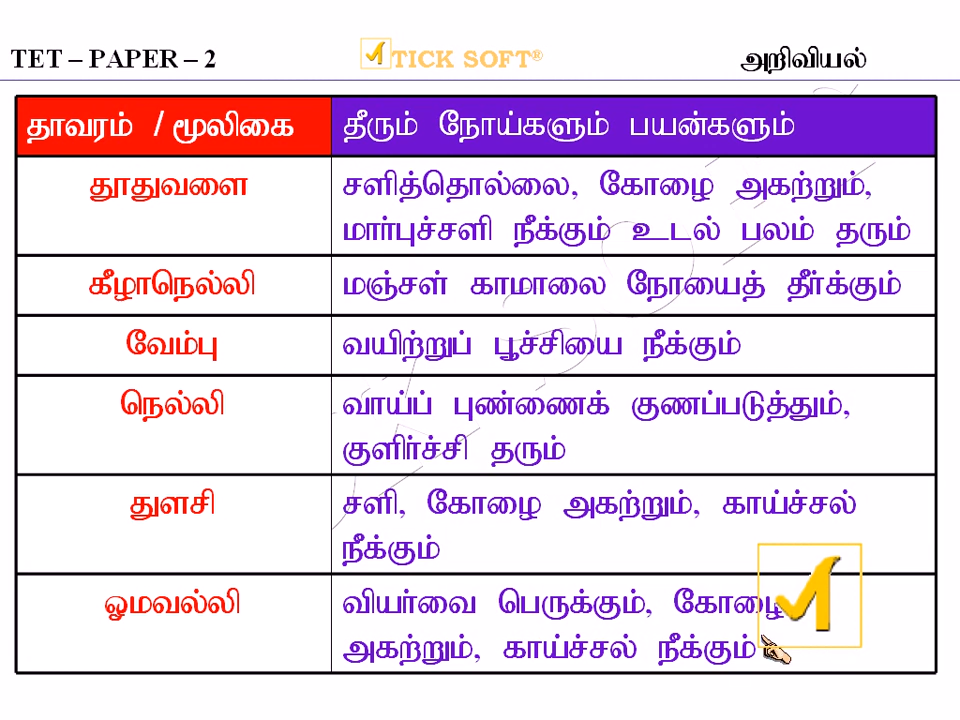 TET – PAPER – 2 TICK SOFT® அறிவியல்
தாவரம் / மூலிகை தீரும் நோய்களும் பயன்களும்
தூதுவளை சளித்தொல்லை, கோழை அகற்றும்,
மார்புச்சளி நீக்கும் உடல் பலம் தரும்
கீழாநெல்லி மஞ்சள் காமாலை நோயைத் தீர்க்கும்
வேம்பு வயிற்றுப் பூச்சியை நீக்கும்
நெல்லி வாய்ப் புண்ணைக் குணப்படுத்தும்,
குளிர்ச்சி தரும்
துளசி சளி, கோழை அகற்றும், காய்ச்சல்
நீக்கும்
ஓமவல்லி வியர்வை பெருக்கும், கோழை
அகற்றும், காய்ச்சல் நீக்கும்